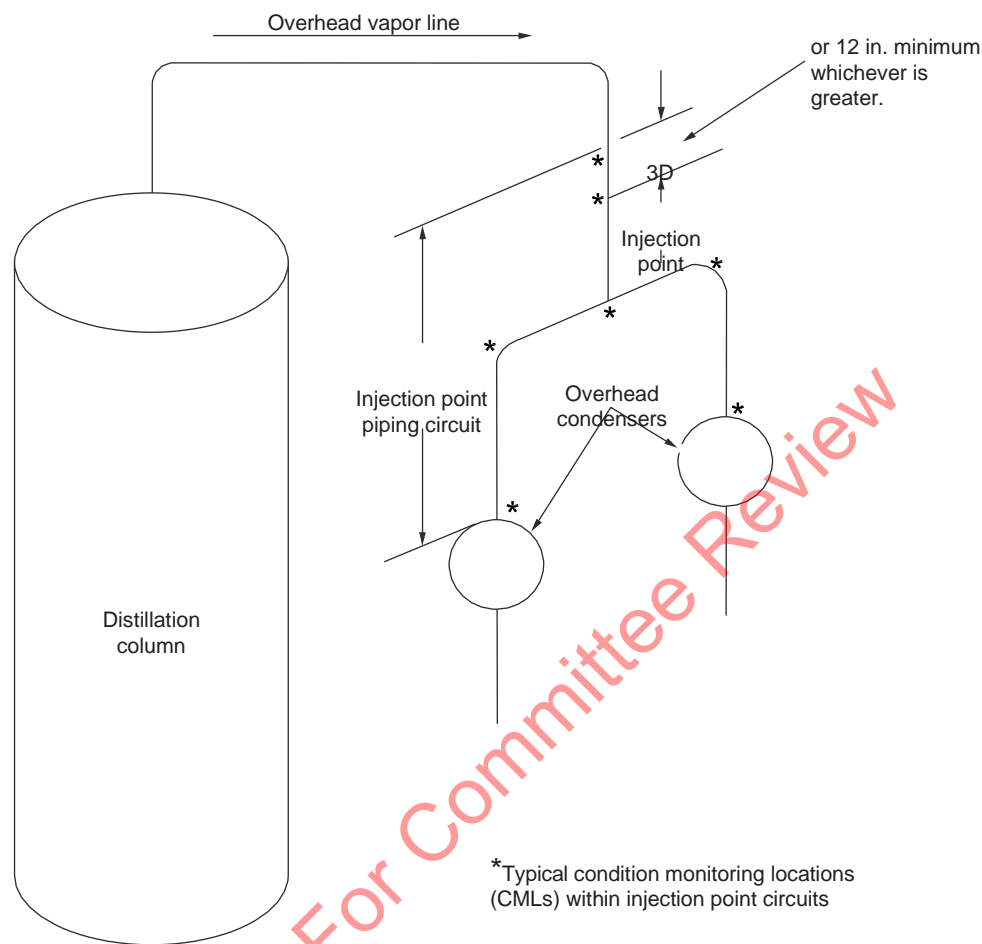 Overhead vapor line
or 12 in. minimum
whichever is
greater.
*
3D
*
Injection
point
*
*
*
Injection point
piping circuit
Overhead
condensers
*
*
Distillation
column
For Committee Review
*Typical condition monitoring locations
(CMLs) within injection point circuits